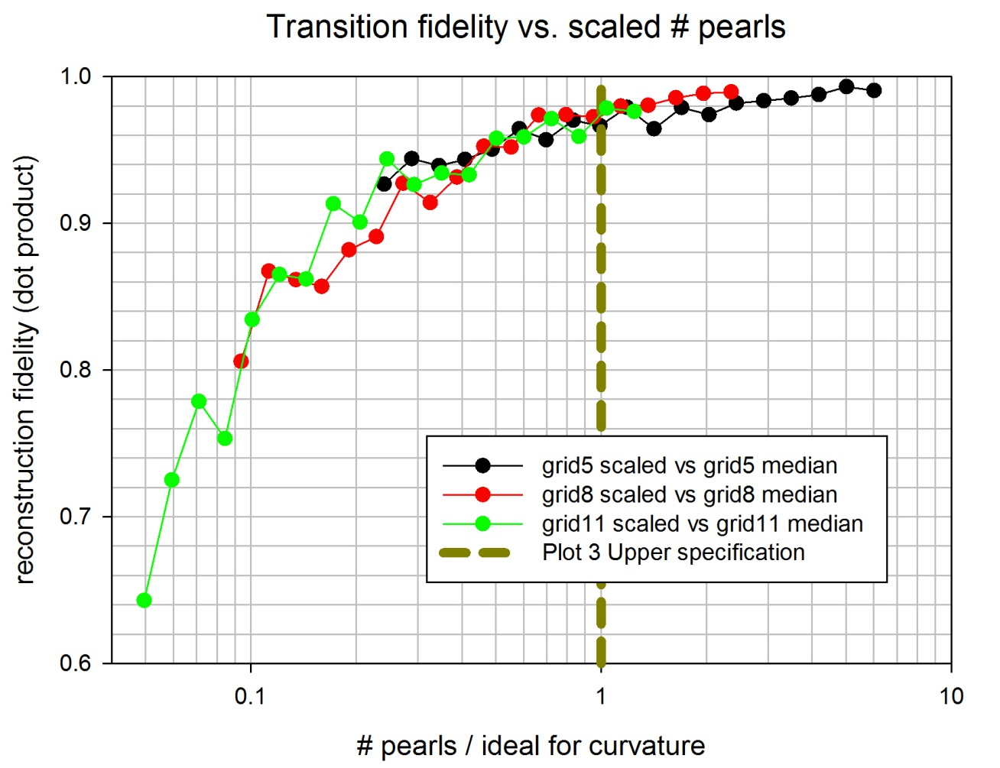 Transition fidelity vs. scaled # pearls
reconstruction fidelity (dot product)
1.0
0.9
0.8
0.7
0.6
grid5 scaled vs grid5 median
grid8 scaled vs grid8 median
grid11 scaled vs grid11 median
Plot 3 Upper specification
0.1
1
10
# pearls / ideal for curvature